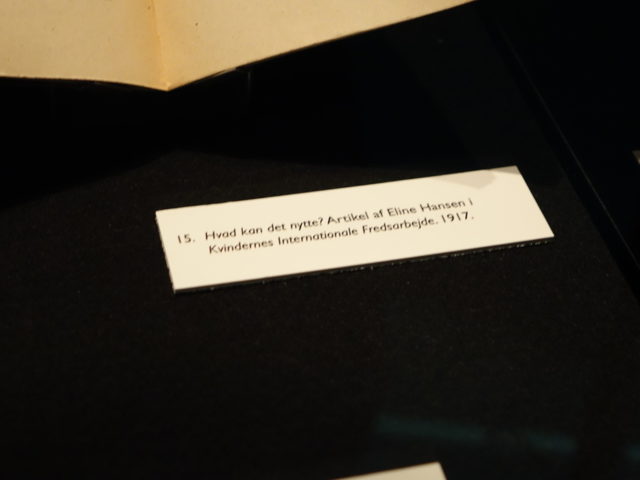 15. Hvad kan det nytte? Artikel af Eline Hansen i
Kvindernes Internationale Fredsarbejde. 1917.